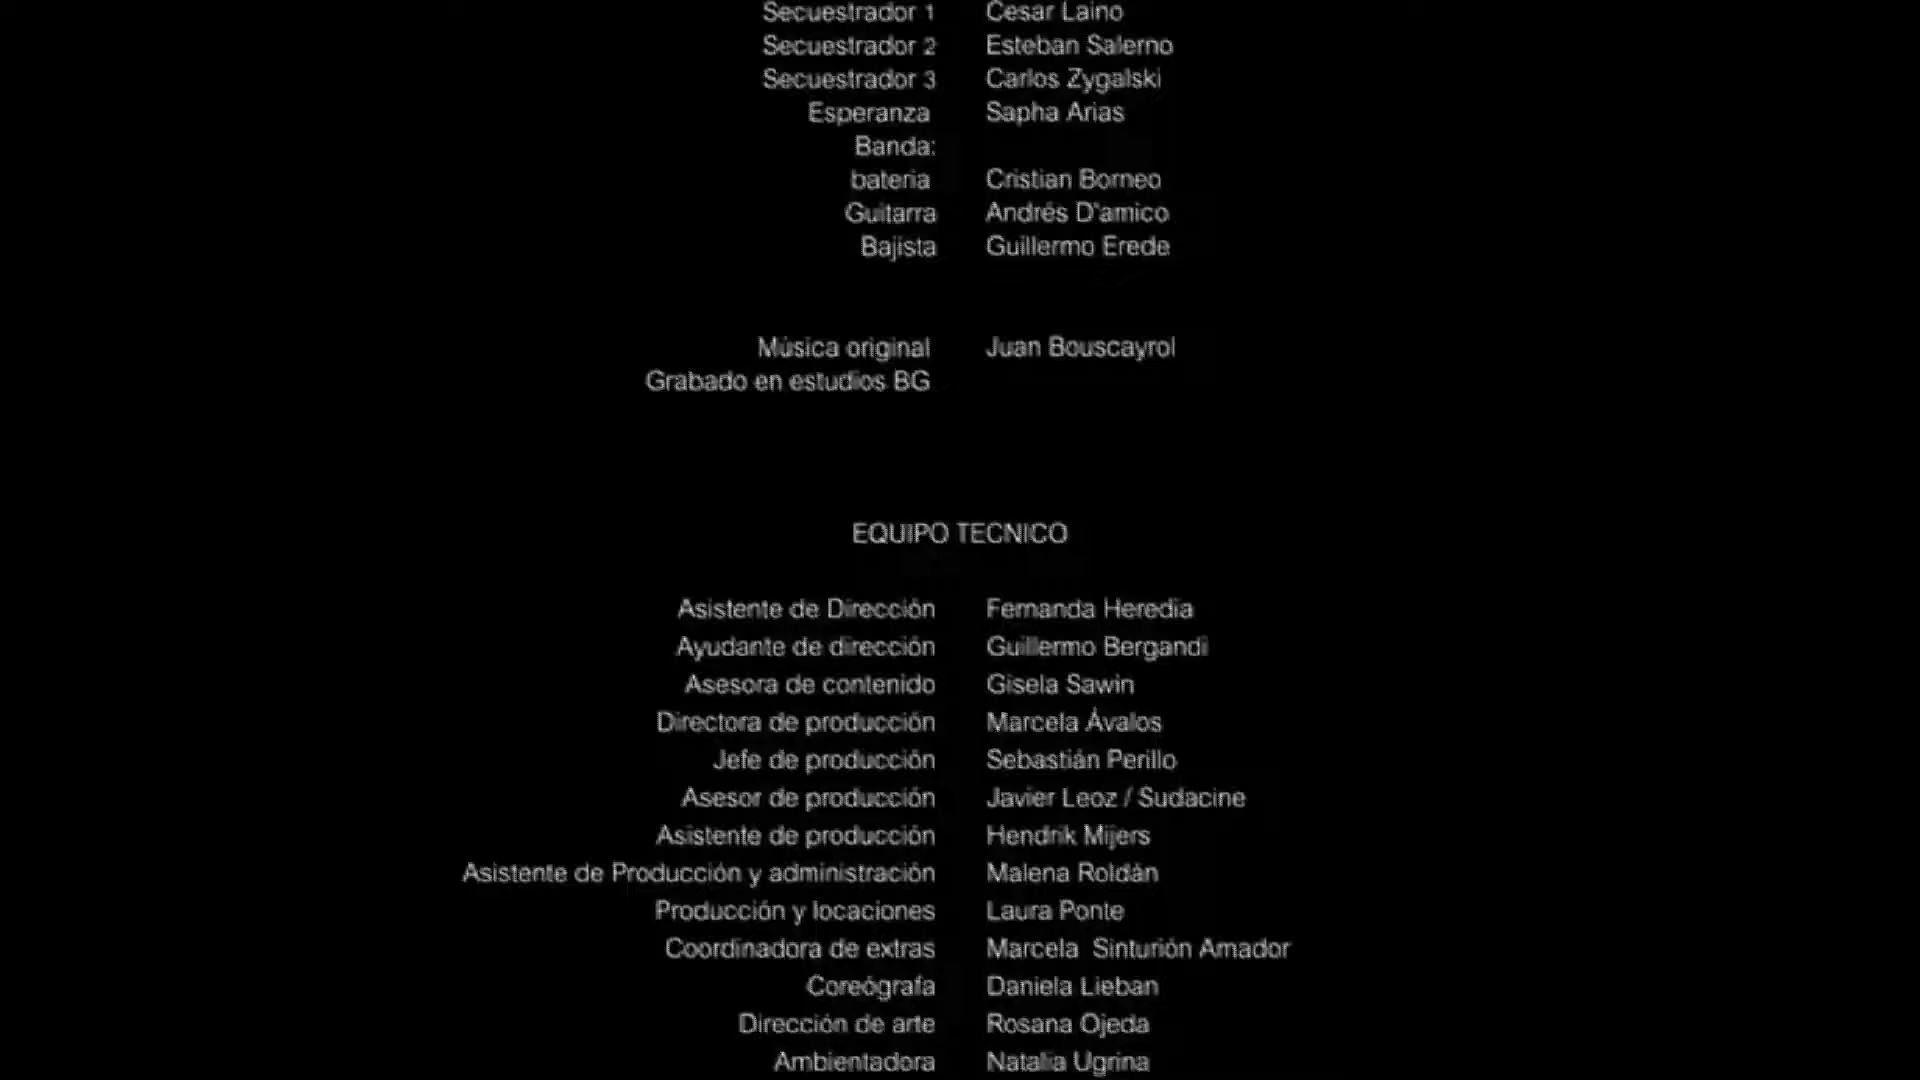 Secuestrador 1 Cesar Laino
Secuestrador 2 Esteban Salerno
Secuestrador 3 Carlos Zygalski
Esperanza Sapha Arias
Banda:
bateria Cristian Borneo
Guitarra Andrés D'amico
Bajista Guillermo Erede
Música original Juan Bouscayrol
Grabado en estudios BG
EQUIPO TECNICO
Asistente de Dirección Fernanda Heredia
Ayudante de dirección Guillermo Bergandi
Asesora de contenido Gisela Sawin
Directora de producción Marcela Ávalos
Jefe de producción Sebastián Perillo
Asesor de producción Javier Leoz / Sudacine
Asistente de producción Hendrik Mijers
Asistente de Producción y administración Malena Roldán
Producción y locaciones Laura Ponte
Coordinadora de extras Marcela Sinturión Amador
Coreógrafa Daniela Lieban
Dirección de arte Rosana Ojeda
Ambientadora Natalia Ugrina